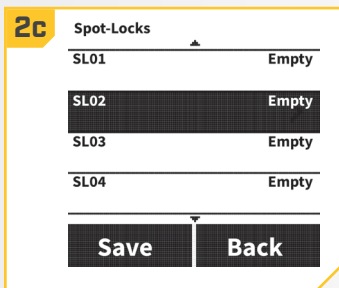 2c
Spot-Locks
SL01 Empty
SL02 Empty
SL03 Empty
SL04 Empty
Save Back